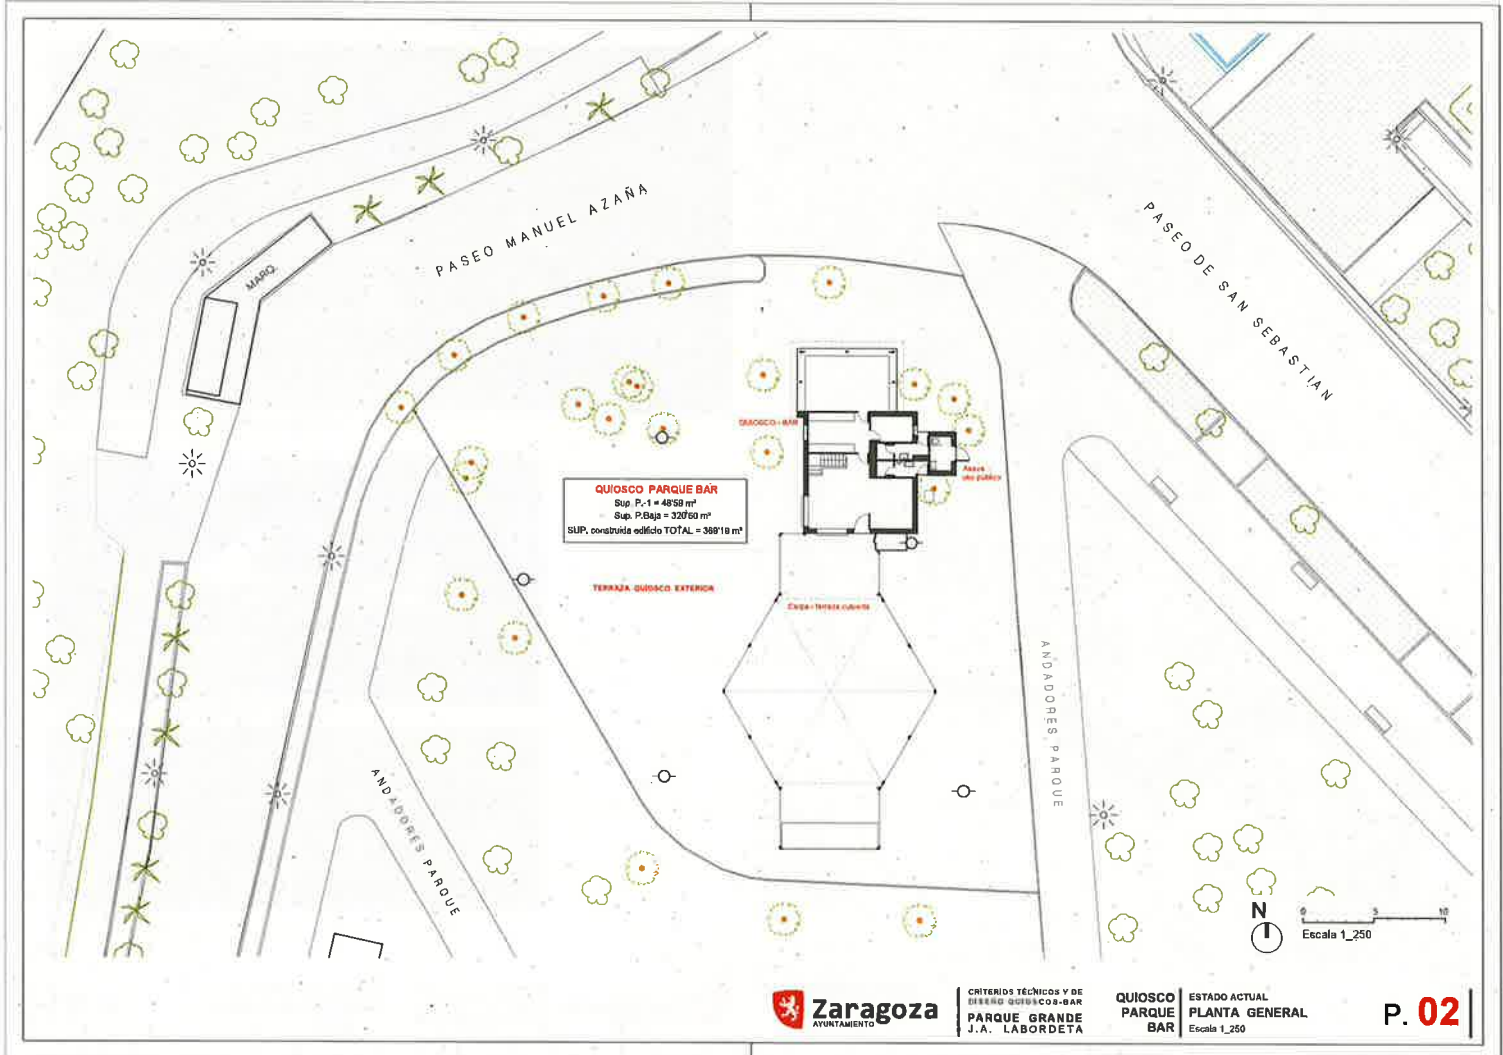 PASEO MANUEL AZAÑA
PASEO DE SAN SEBASTIAN
MARQ.
QUIOSCO - BAR
Aseos
uso público
QUIOSCO PARQUE BAR
Sup. P.-1 = 48'59 m²
Sup. P.Baja = 320'60 m²
SUP. construida edificio TOTAL = 369'19 m²
TERRAZA QUIOSCO EXTERIOR
Carpa - terraza cubierta
ANDADORES PARQUE
ANDADORES PARQUE
N
0 5 10
Escala 1_250
Zaragoza
AYUNTAMIENTO
CRITERIOS TÉCNICOS Y DE
DISEÑO QUIOSCOS-BAR
PARQUE GRANDE
J.A. LABORDETA
QUIOSCO
PARQUE
BAR
ESTADO ACTUAL
PLANTA GENERAL
Escala 1_250
P. 02